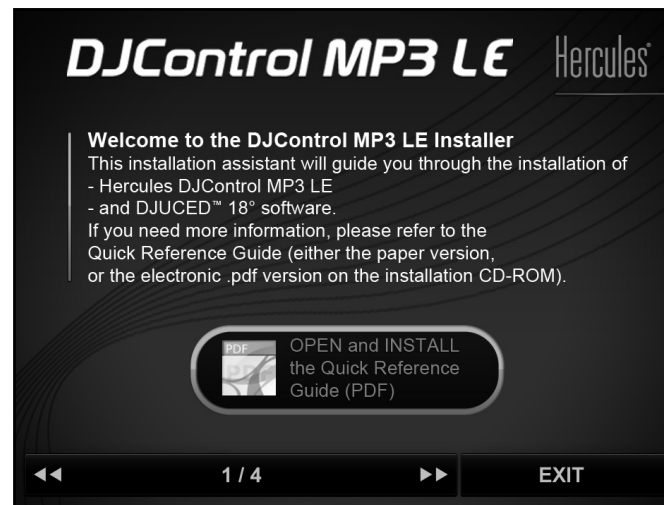 DJControl MP3 LE Hercules®
Welcome to the DJControl MP3 LE Installer
This installation assistant will guide you through the installation of
- Hercules DJControl MP3 LE
- and DJUCED™ 18° software.
If you need more information, please refer to the
Quick Reference Guide (either the paper version,
or the electronic .pdf version on the installation CD-ROM).
PDF
OPEN and INSTALL
the Quick Reference
Guide (PDF)
1 / 4
EXIT